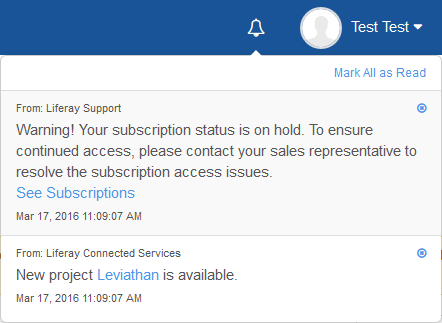 Test Test
Mark All as Read
From: Liferay Support
Warning! Your subscription status is on hold. To ensure
continued access, please contact your sales representative to
resolve the subscription access issues.
See Subscriptions
Mar 17, 2016 11:09:07 AM
From: Liferay Connected Services
New project Leviathan is available.
Mar 17, 2016 11:09:07 AM